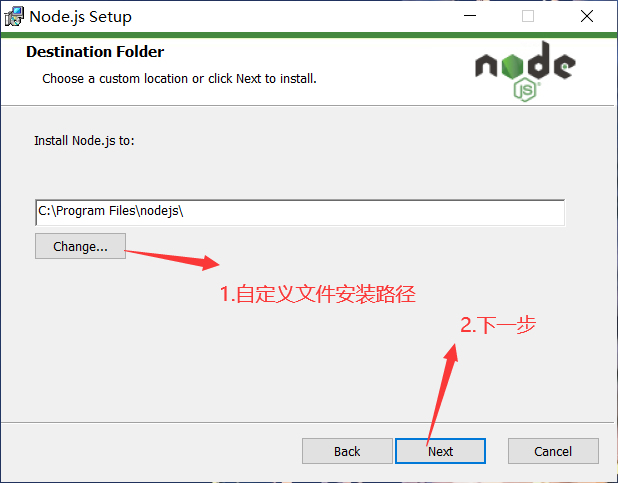 Node.js Setup
Destination Folder
Choose a custom location or click Next to install.
node
JS
Install Node.js to:
C:\Program Files\nodejs\
Change...
1.自定义文件安装路径
2.下一步
Back
Next
Cancel